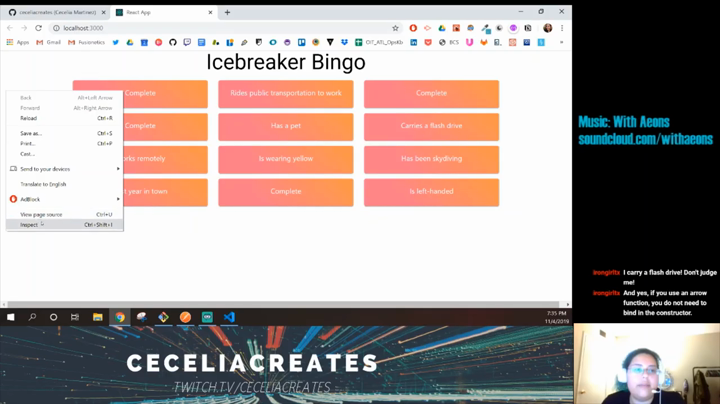 ceceliacreates (Cecelia Martinez)
React App
localhost:3000
Apps
Gmail
Fusionetics
OIT_ATL_OpsKit
BCS
GT
Icebreaker Bingo
Complete
Rides public transportation to work
Complete
Complete
Has a pet
Carries a flash drive
orks remotely
Is wearing yellow
Has been skydiving
t year in town
Complete
Is left-handed
Back Alt+Left Arrow
Forward Alt+Right Arrow
Reload Ctrl+R
Save as... Ctrl+S
Print... Ctrl+P
Cast...
Send to your devices
Translate to English
AdBlock
View page source Ctrl+U
Inspect Ctrl+Shift+I
7:35 PM
11/4/2019
Music: With Aeons
soundcloud.com/withaeons
irongirltx I carry a flash drive! Don't judge
me!
irongirltx And yes, if you use an arrow
function, you do not need to
bind in the constructor.
CECELIACREATES
TWITCH.TV/CECELIACREATES